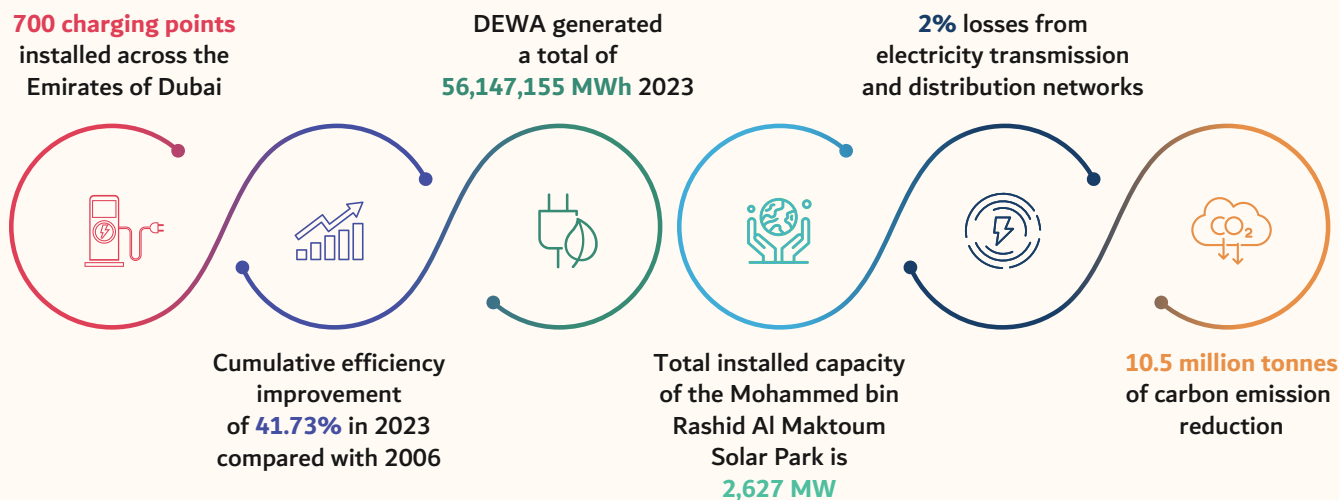 700 charging points
installed across the
Emirates of Dubai
Cumulative efficiency
improvement
of 41.73% in 2023
compared with 2006
DEWA generated
a total of
56,147,155 MWh 2023
Total installed capacity
of the Mohammed bin
Rashid Al Maktoum
Solar Park is
2,627 MW
2% losses from
electricity transmission
and distribution networks
CO2
10.5 million tonnes
of carbon emission
reduction